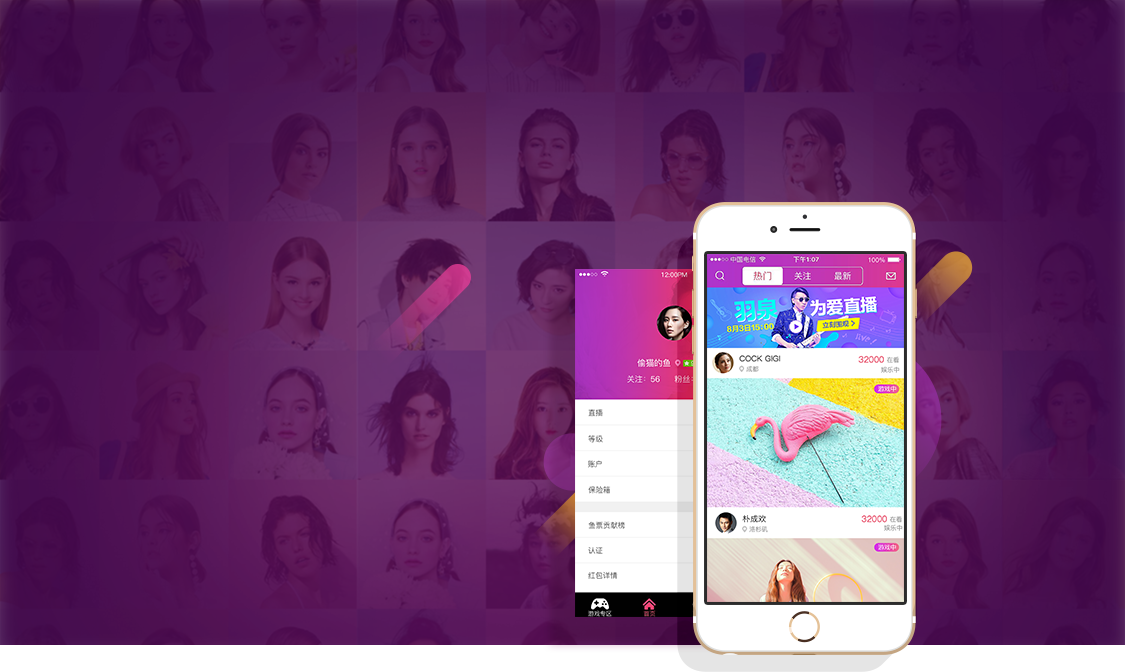 12:00PM
偷猫的鱼
关注：56 粉丝:
直播
等级
账户
保险箱
鱼票贡献榜
认证
红包详情
游戏专区
首页
中国电信
下午1:07
100%
热门
关注
最新
羽泉
为爱直播
8月3日15:00
立刻围观
COCK GIGI
成都
32000 在看
娱乐中
游戏中
朴成欢
洛杉矶
32000 在看
娱乐中
游戏中